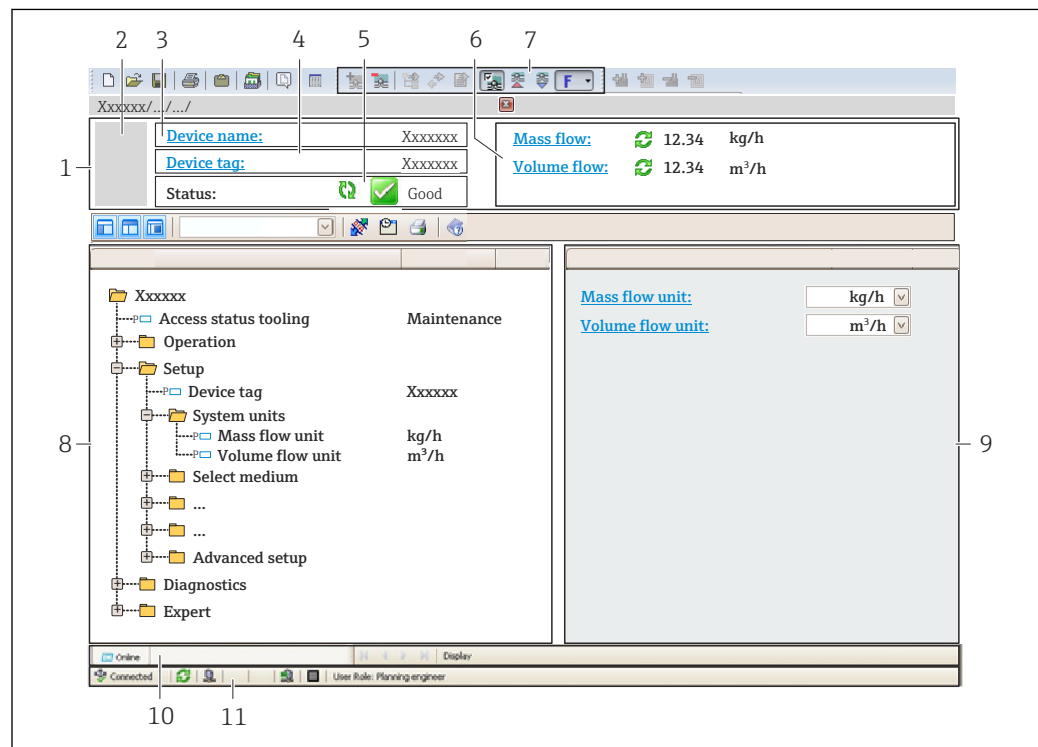 2 3 4 5 6 7
F
Xxxxxx/.../.../
1
Device name: Xxxxxxx
Device tag: Xxxxxxx
Status: Good
Mass flow: 12.34 kg/h
Volume flow: 12.34 m³/h
Xxxxxx
P Access status tooling Maintenance
Operation
Setup
P Device tag Xxxxxx
System units
P Mass flow unit kg/h
P Volume flow unit m³/h
Select medium
...
...
Advanced setup
Diagnostics
Expert
8
Mass flow unit: kg/h
Volume flow unit: m³/h
9
Online Display
Connected User Role: Planning engineer
10 11